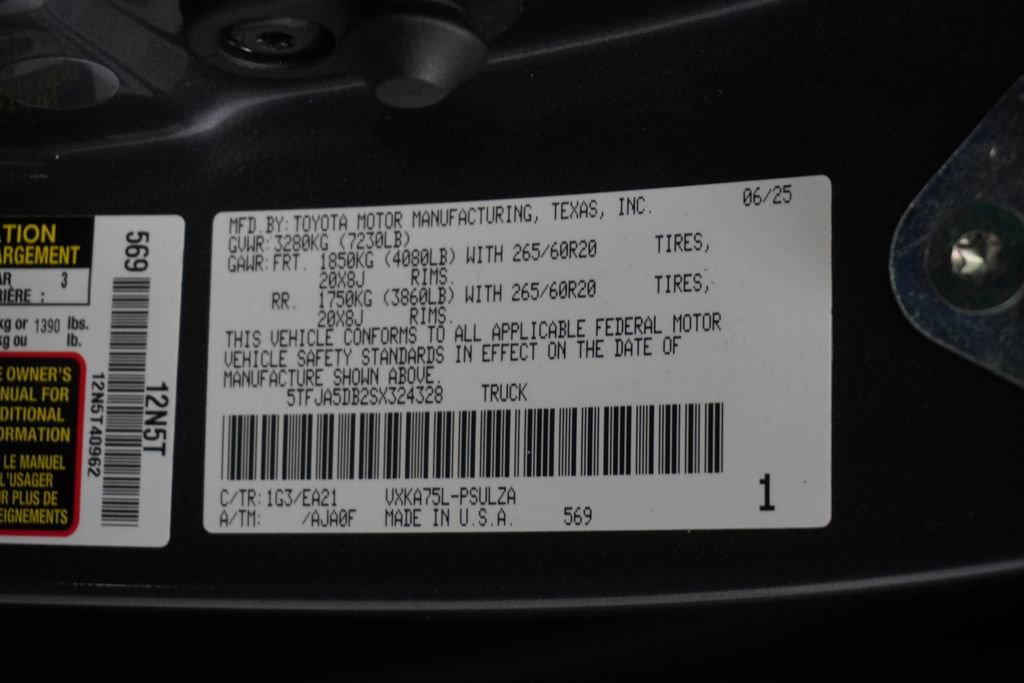 TION
ARGEMENT
AR 3
RIÈRE :
kg or 1390 lbs.
kg ou lb.
E OWNER'S
NUAL FOR
DITIONAL
ORMATION
LE MANUEL
L'USAGER
R PLUS DE
EIGNEMENTS
569
12N5T
12N5T40962
MFD.BY:TOYOTA MOTOR MANUFACTURING, TEXAS, INC. 06/25
GVWR:3280KG (7230LB)
GAWR:FRT. 1850KG (4080LB) WITH 265/60R20 TIRES,
20X8J RIMS.
RR. 1750KG (3860LB) WITH 265/60R20 TIRES,
20X8J RIMS.
THIS VEHICLE CONFORMS TO ALL APPLICABLE FEDERAL MOTOR
VEHICLE SAFETY STANDARDS IN EFFECT ON THE DATE OF
MANUFACTURE SHOWN ABOVE.
5TFJA5DB2SX324328 TRUCK
C/TR:1G3/EA21 VXKA75L-PSULZA
A/TM: /AJA0F MADE IN U.S.A. 569
1